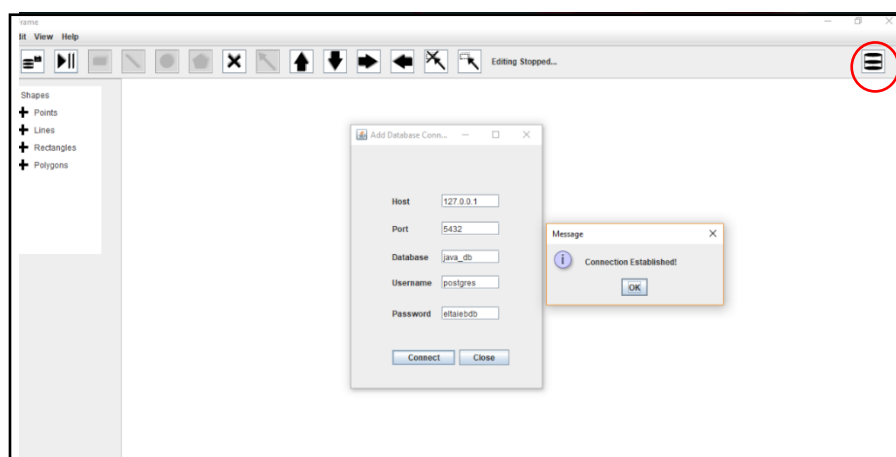 rame
dit View Help
Editing Stopped...
Shapes
Points
Lines
Rectangles
Polygons
Add Database Conn...
Host 127.0.0.1
Port 5432
Database java_db
Username postgres
Password eltaiebdb
Connect Close
Message
Connection Established!
OK